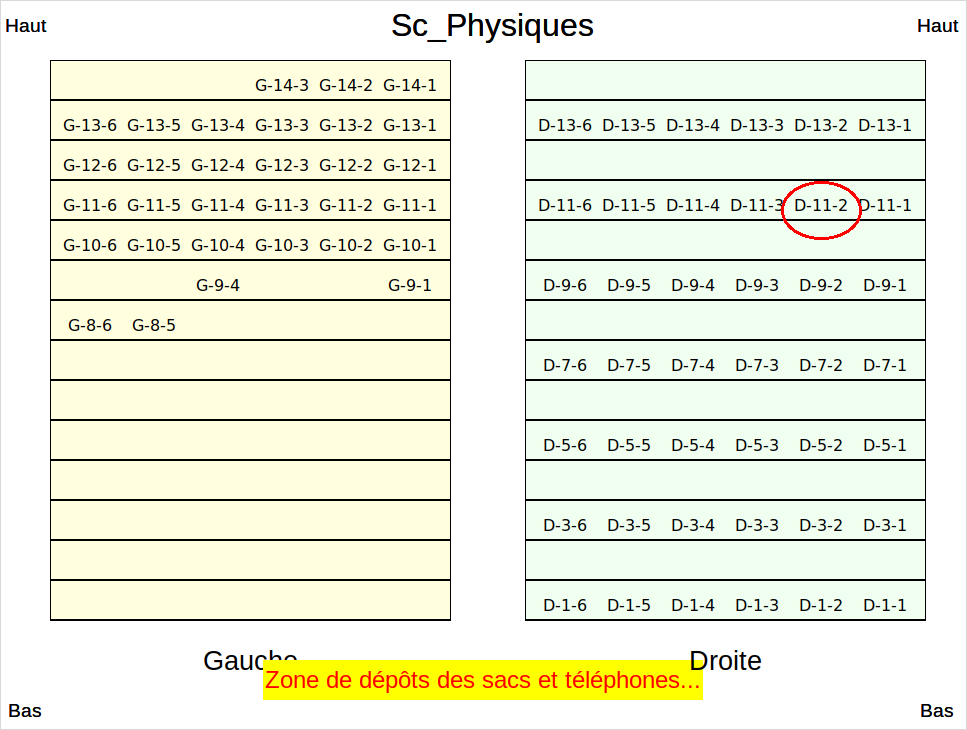 Sc_Physiques
Haut Haut
G-14-3 G-14-2 G-14-1
G-13-6 G-13-5 G-13-4 G-13-3 G-13-2 G-13-1 D-13-6 D-13-5 D-13-4 D-13-3 D-13-2 D-13-1
G-12-6 G-12-5 G-12-4 G-12-3 G-12-2 G-12-1
G-11-6 G-11-5 G-11-4 G-11-3 G-11-2 G-11-1 D-11-6 D-11-5 D-11-4 D-11-3 D-11-2 D-11-1
G-10-6 G-10-5 G-10-4 G-10-3 G-10-2 G-10-1
G-9-4 G-9-1 D-9-6 D-9-5 D-9-4 D-9-3 D-9-2 D-9-1
G-8-6 G-8-5
D-7-6 D-7-5 D-7-4 D-7-3 D-7-2 D-7-1
D-5-6 D-5-5 D-5-4 D-5-3 D-5-2 D-5-1
D-3-6 D-3-5 D-3-4 D-3-3 D-3-2 D-3-1
D-1-6 D-1-5 D-1-4 D-1-3 D-1-2 D-1-1
Gauche Droite
Zone de dépôts des sacs et téléphones...
Bas Bas